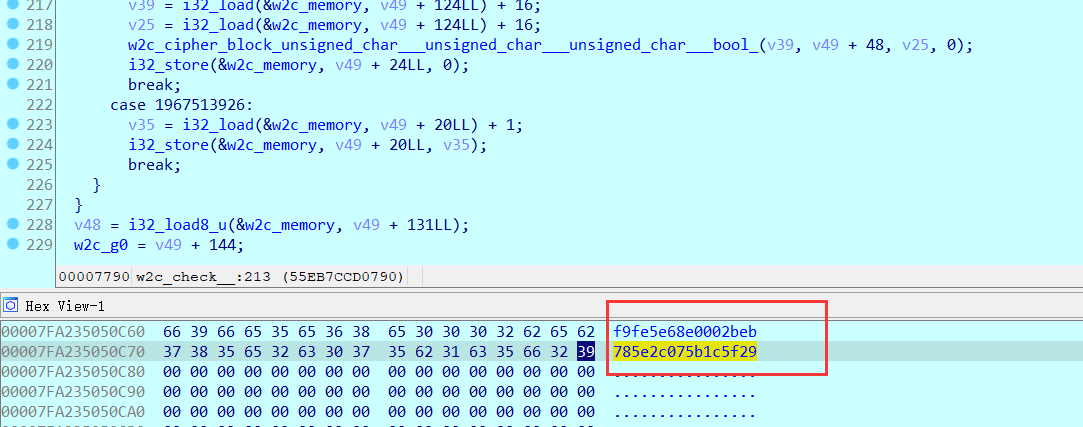 217 v39 = i32_load(&w2c_memory, v49 + 124LL) + 16;
218 v25 = i32_load(&w2c_memory, v49 + 124LL) + 16;
219 w2c_cipher_block_unsigned_char___unsigned_char___unsigned_char___bool_(v39, v49 + 48, v25, 0);
220 i32_store(&w2c_memory, v49 + 24LL, 0);
221 break;
222 case 1967513926:
223 v35 = i32_load(&w2c_memory, v49 + 20LL) + 1;
224 i32_store(&w2c_memory, v49 + 20LL, v35);
225 break;
226 }
227 }
228 v48 = i32_load8_u(&w2c_memory, v49 + 131LL);
229 w2c_g0 = v49 + 144;
00007790 w2c_check__:213 (55EB7CCD0790)
Hex View-1
00007FA235050C60 66 39 66 65 35 65 36 38 65 30 30 30 32 62 65 62 f9fe5e68e0002beb
00007FA235050C70 37 38 35 65 32 63 30 37 35 62 31 63 35 66 32 39 785e2c075b1c5f29
00007FA235050C80 00 00 00 00 00 00 00 00 00 00 00 00 00 00 00 00 ................
00007FA235050C90 00 00 00 00 00 00 00 00 00 00 00 00 00 00 00 00 ................
00007FA235050CA0 00 00 00 00 00 00 00 00 00 00 00 00 00 00 00 00 ................